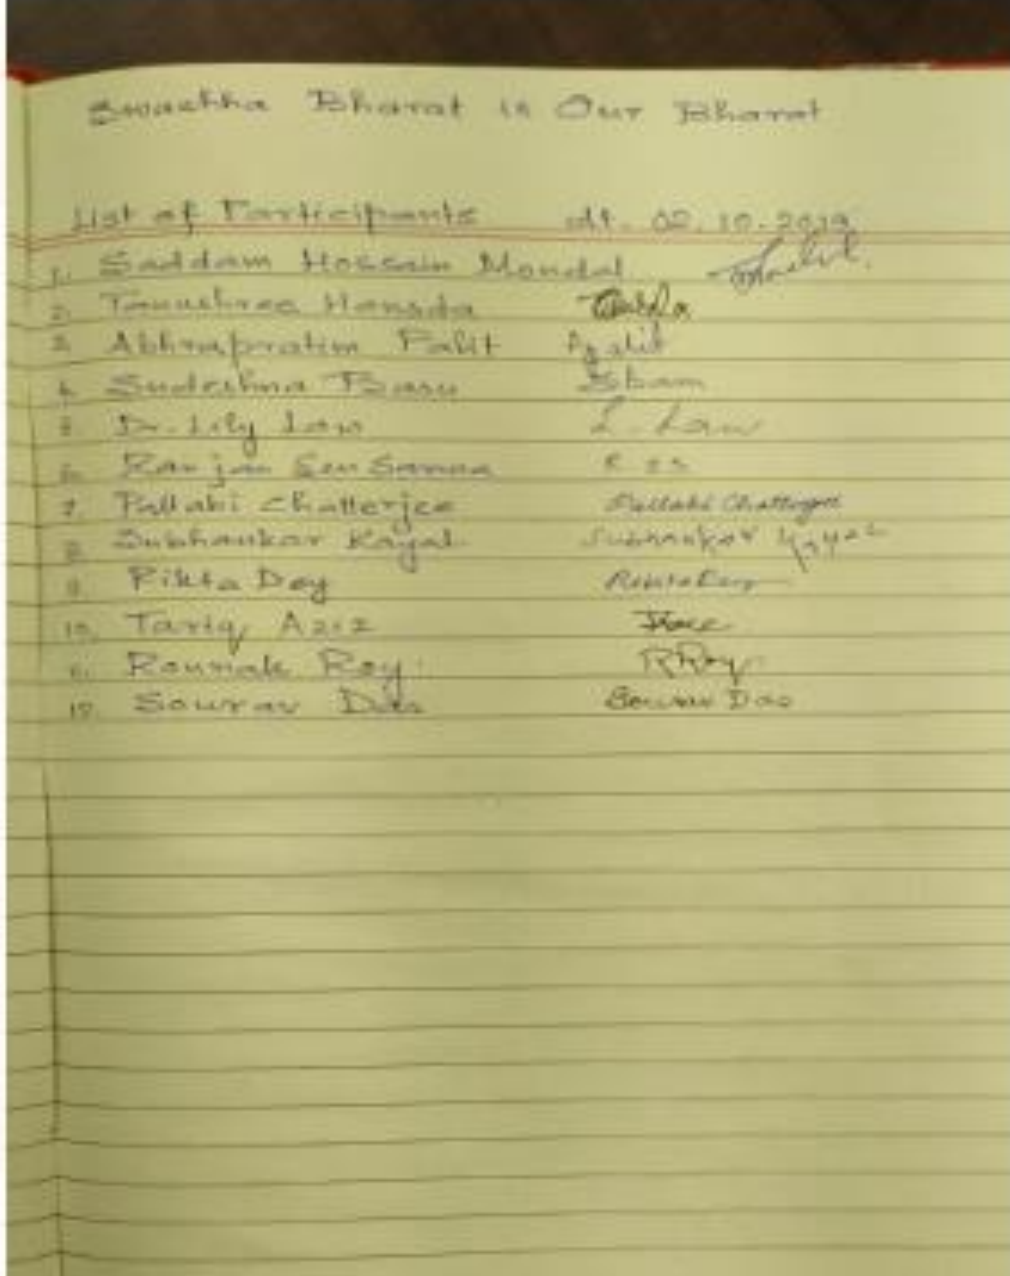 Swachha Bharat is Our Bharat
List of Participants dt. 02.10.2019
1. Saddam Hossain Mondal
2. Tanushree Hansda
3. Abhrapratim Palit
4. Sudeshna Basu
5. Dr. Lily Law L. Law
6. Ranjan Sen
7. Pallabi Chatterjee Pallabi Chatterjee
8. Subhankar Kayal Subhankar Kayal
9. Rikta Dey Rikta Dey
10. Tariq Aziz
11. Rounak Roy RRoy
12. Sourav Das Sourav Das